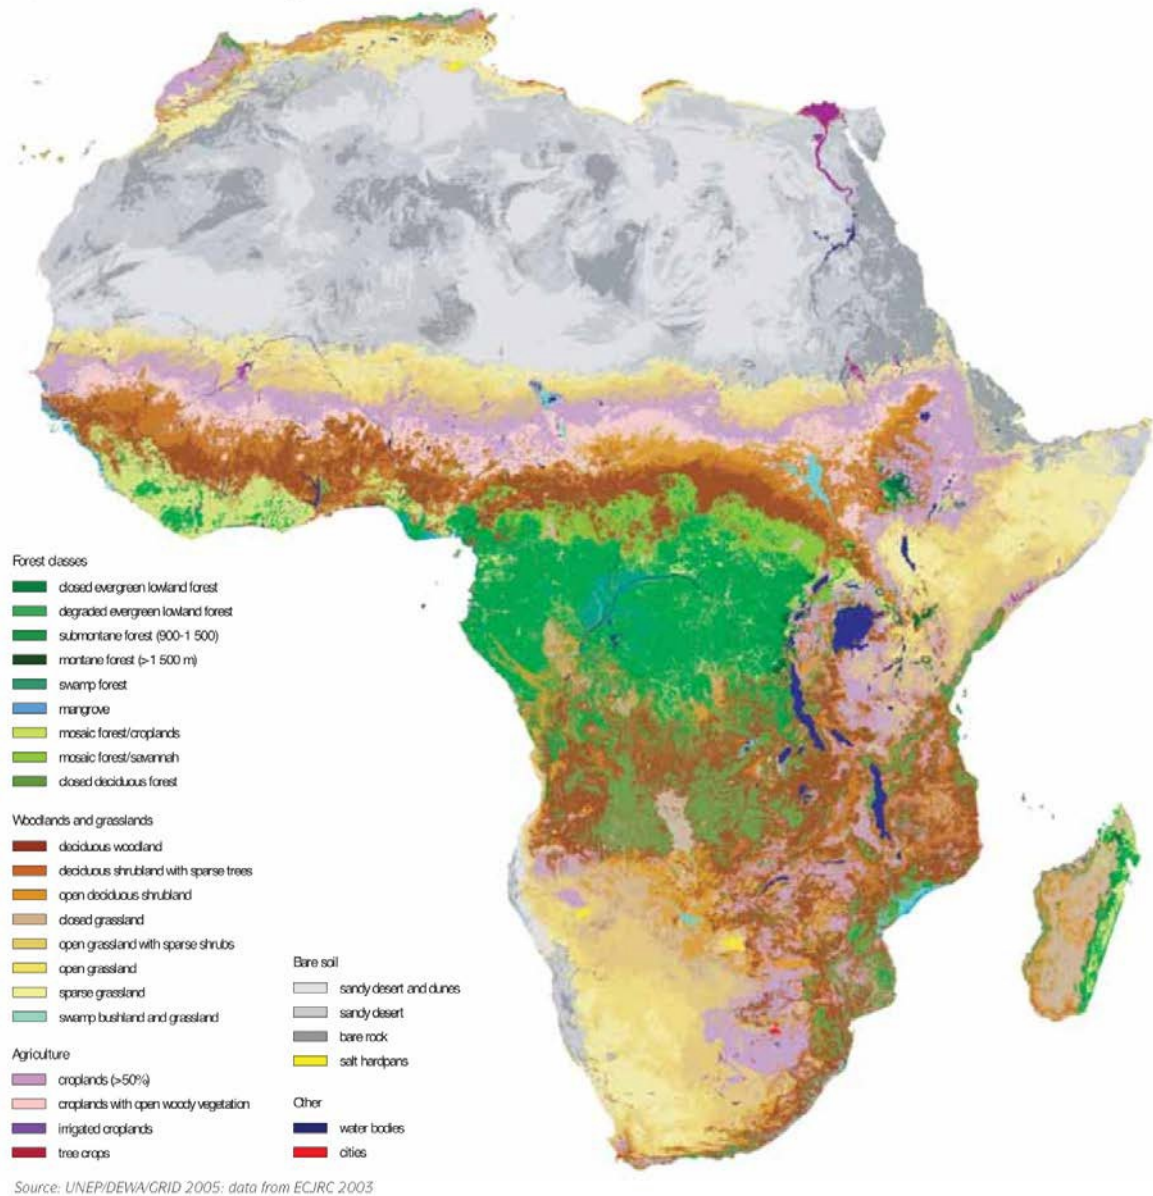 Forest classes
closed evergreen lowland forest
degraded evergreen lowland forest
submontane forest (900-1 500)
montane forest (>1 500 m)
swamp forest
mangrove
mosaic forest/croplands
mosaic forest/savannah
closed deciduous forest
Woodlands and grasslands
deciduous woodland
deciduous shrubland with sparse trees
open deciduous shrubland
closed grassland
open grassland with sparse shrubs
open grassland
sparse grassland
swamp bushland and grassland
Agriculture
croplands (>50%)
croplands with open woody vegetation
irrigated croplands
tree crops
Bare soil
sandy desert and dunes
sandy desert
bare rock
salt hardpans
Other
water bodies
cities
Source: UNEP/DEWA/GRID 2005: data from ECJRC 2003